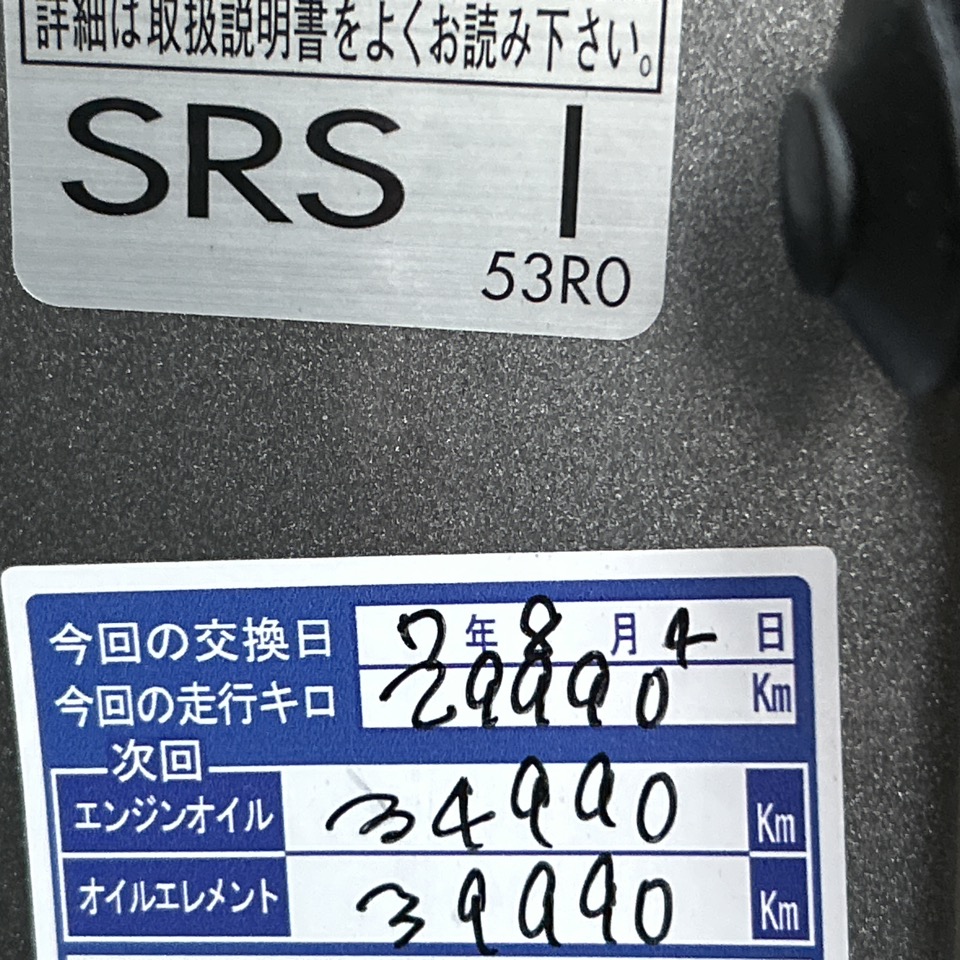 詳細は取扱説明書をよくお読み下さい。
SRS I
53R0
今回の交換日 7年8月4日
今回の走行キロ 29990 Km
次回
エンジンオイル 34990 Km
オイルエレメント 39990 Km